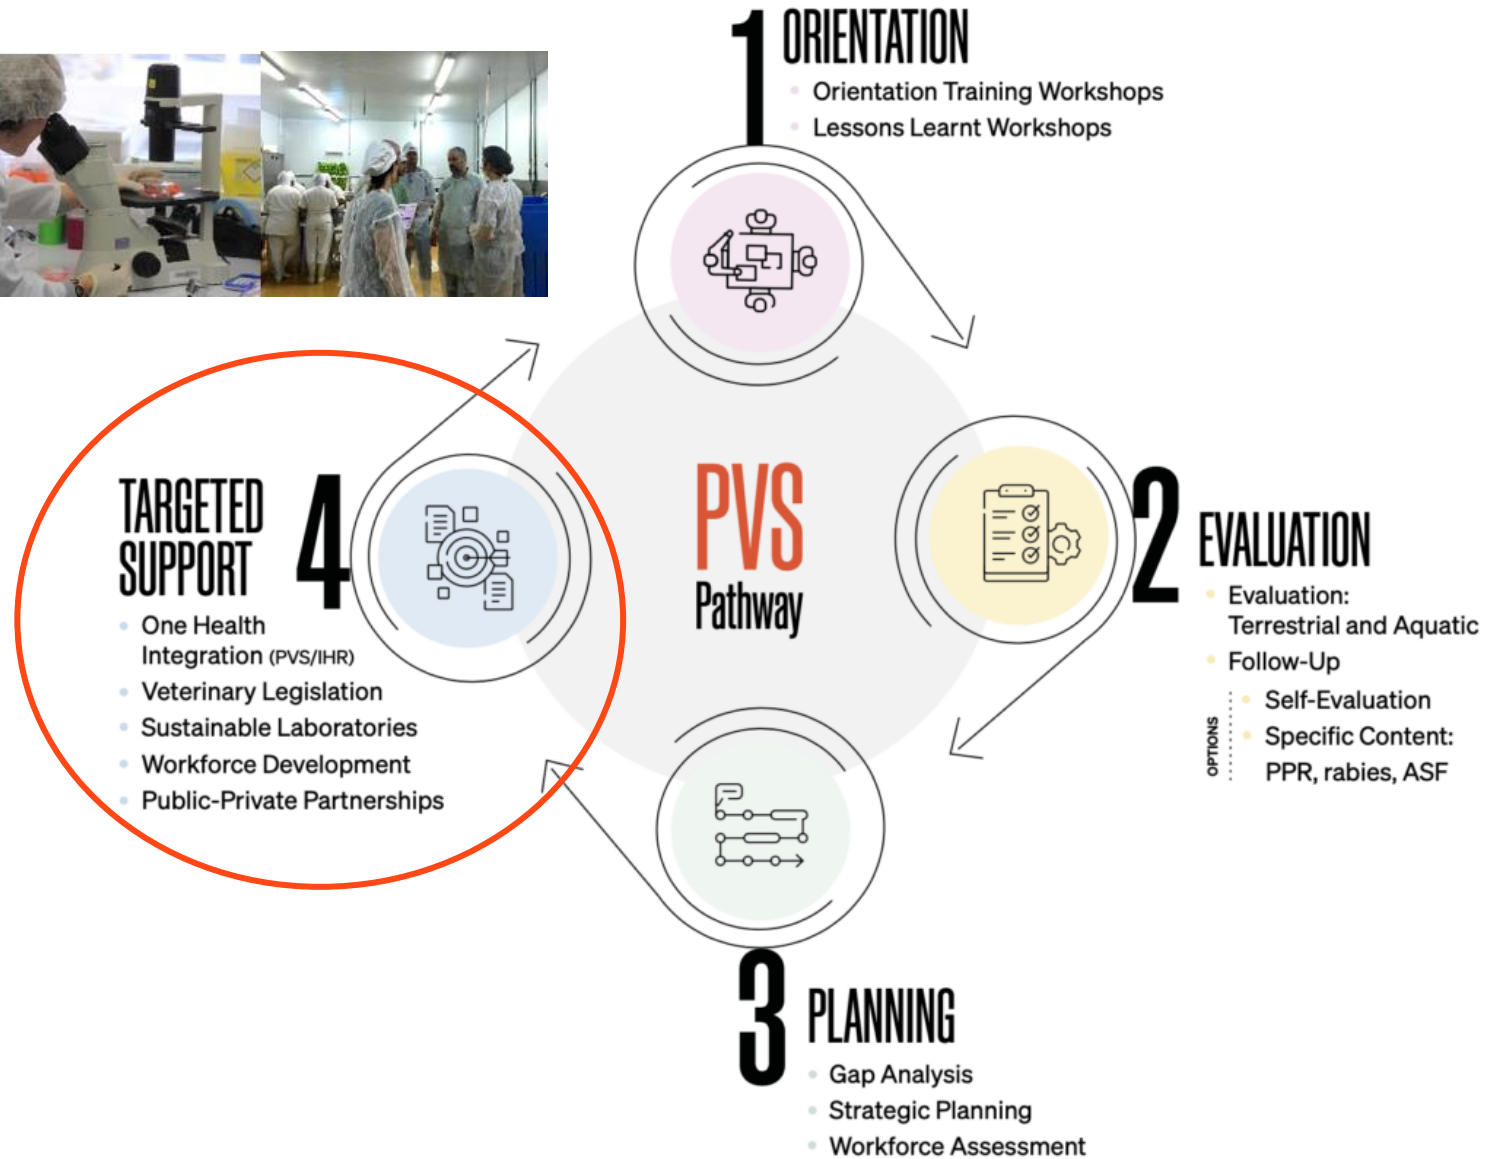 1 ORIENTATION
Orientation Training Workshops
Lessons Learnt Workshops
PVS
Pathway
2 EVALUATION
Evaluation:
Terrestrial and Aquatic
Follow-Up
OPTIONS
Self-Evaluation
Specific Content:
PPR, rabies, ASF
3 PLANNING
Gap Analysis
Strategic Planning
Workforce Assessment
TARGETED
SUPPORT 4
One Health
Integration (PVS/IHR)
Veterinary Legislation
Sustainable Laboratories
Workforce Development
Public-Private Partnerships